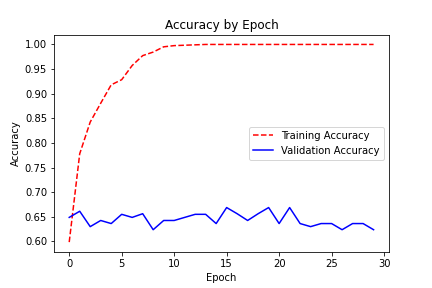 Accuracy by Epoch
1.00
0.95
0.90
0.85
0.80
0.75
0.70
0.65
0.60
Accuracy
Training Accuracy
Validation Accuracy
0 5 10 15 20 25 30
Epoch